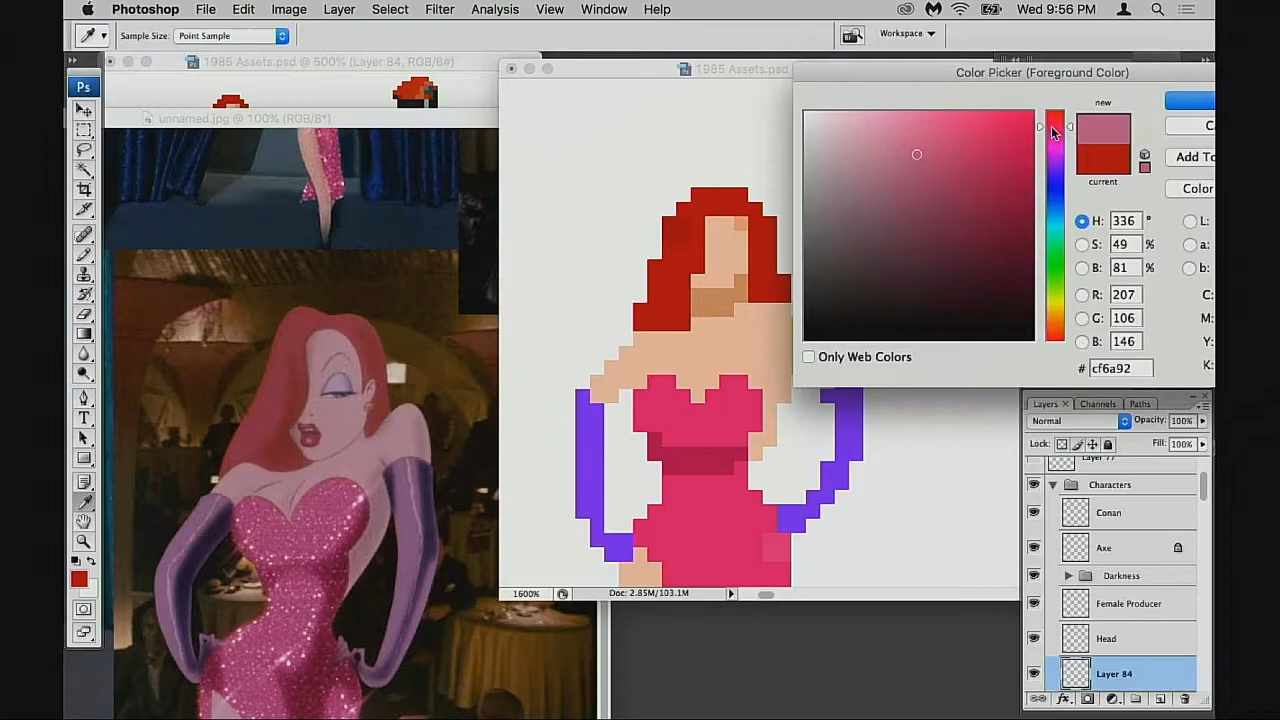 Photoshop File Edit Image Layer Select Filter Analysis View Window Help Wed 9:56 PM
Sample Size: Point Sample Workspace
1985 Assets.psd @ 500% (Layer 84, RGB/8#)
1985 Assets.psd
Color Picker (Foreground Color)
Ps
unnamed.jpg @ 100% (RGB/8*)
new
Add To
current
Color
H: 336 ° L:
S: 49 % a:
B: 81 % b:
R: 207 C:
G: 106 M:
B: 146 Y:
Only Web Colors
# cf6a92 K:
Layers x Channels Paths
Normal Opacity: 100%
Lock: Fill: 100%
Layer 77
Characters
Conan
Axe
Darkness
Female Producer
Head
Layer 84
T
1600% Doc: 2.85M/103.1M
fx